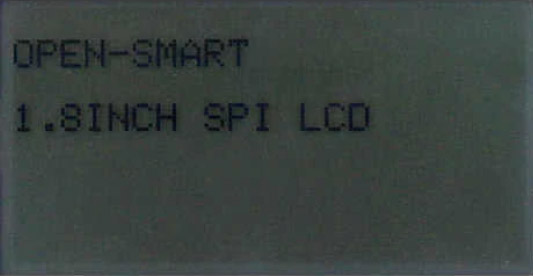 OPEN-SMART
1.8INCH SPI LCD